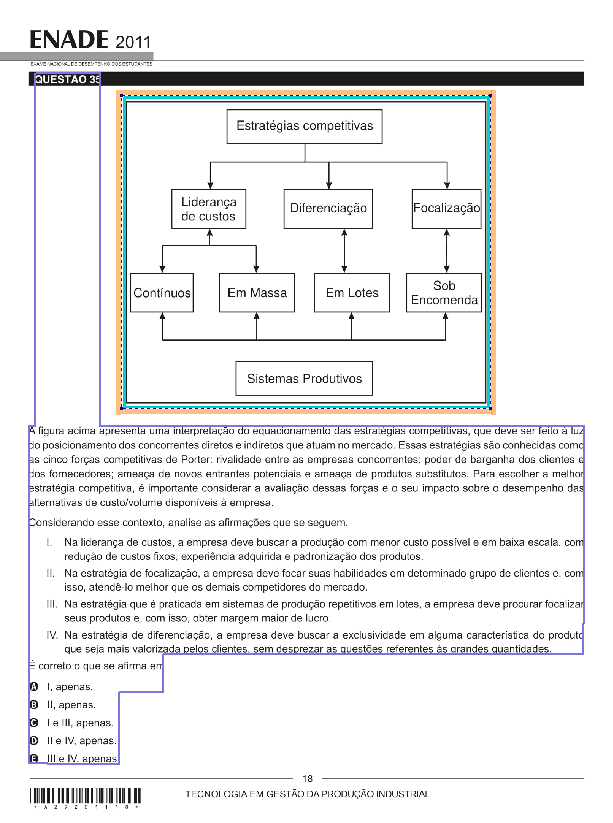 ENADE 2011
EXAME NACIONAL DE DESEMPENHO DOS ESTUDANTES
QUESTÃO 35
Estratégias competitivas
Liderança
de custos
Diferenciação
Focalização
Contínuos
Em Massa
Em Lotes
Sob
Encomenda
Sistemas Produtivos
A figura acima apresenta uma interpretação do equacionamento das estratégias competitivas, que deve ser feito à luz
do posicionamento dos concorrentes diretos e indiretos que atuam no mercado. Essas estratégias são conhecidas como
as cinco forças competitivas de Porter: rivalidade entre as empresas concorrentes; poder de barganha dos clientes e
dos fornecedores; ameaça de novos entrantes potenciais e ameaça de produtos substitutos. Para escolher a melhor
estratégia competitiva, é importante considerar a avaliação dessas forças e o seu impacto sobre o desempenho das
alternativas de custo/volume disponíveis à empresa.
Considerando esse contexto, analise as afirmações que se seguem.
I. Na liderança de custos, a empresa deve buscar a produção com menor custo possível e em baixa escala, com
redução de custos fixos, experiência adquirida e padronização dos produtos.
II. Na estratégia de focalização, a empresa deve focar suas habilidades em determinado grupo de clientes e, com
isso, atendê-lo melhor que os demais competidores do mercado.
III. Na estratégia que é praticada em sistemas de produção repetitivos em lotes, a empresa deve procurar focalizar
seus produtos e, com isso, obter margem maior de lucro.
IV. Na estratégia de diferenciação, a empresa deve buscar a exclusividade em alguma característica do produto
que seja mais valorizada pelos clientes, sem desprezar as questões referentes às grandes quantidades.
É correto o que se afirma em
A I, apenas.
B II, apenas.
C I e III, apenas.
D II e IV, apenas.
E III e IV, apenas
18
TECNOLOGIA EM GESTÃO DA PRODUÇÃO INDUSTRIAL